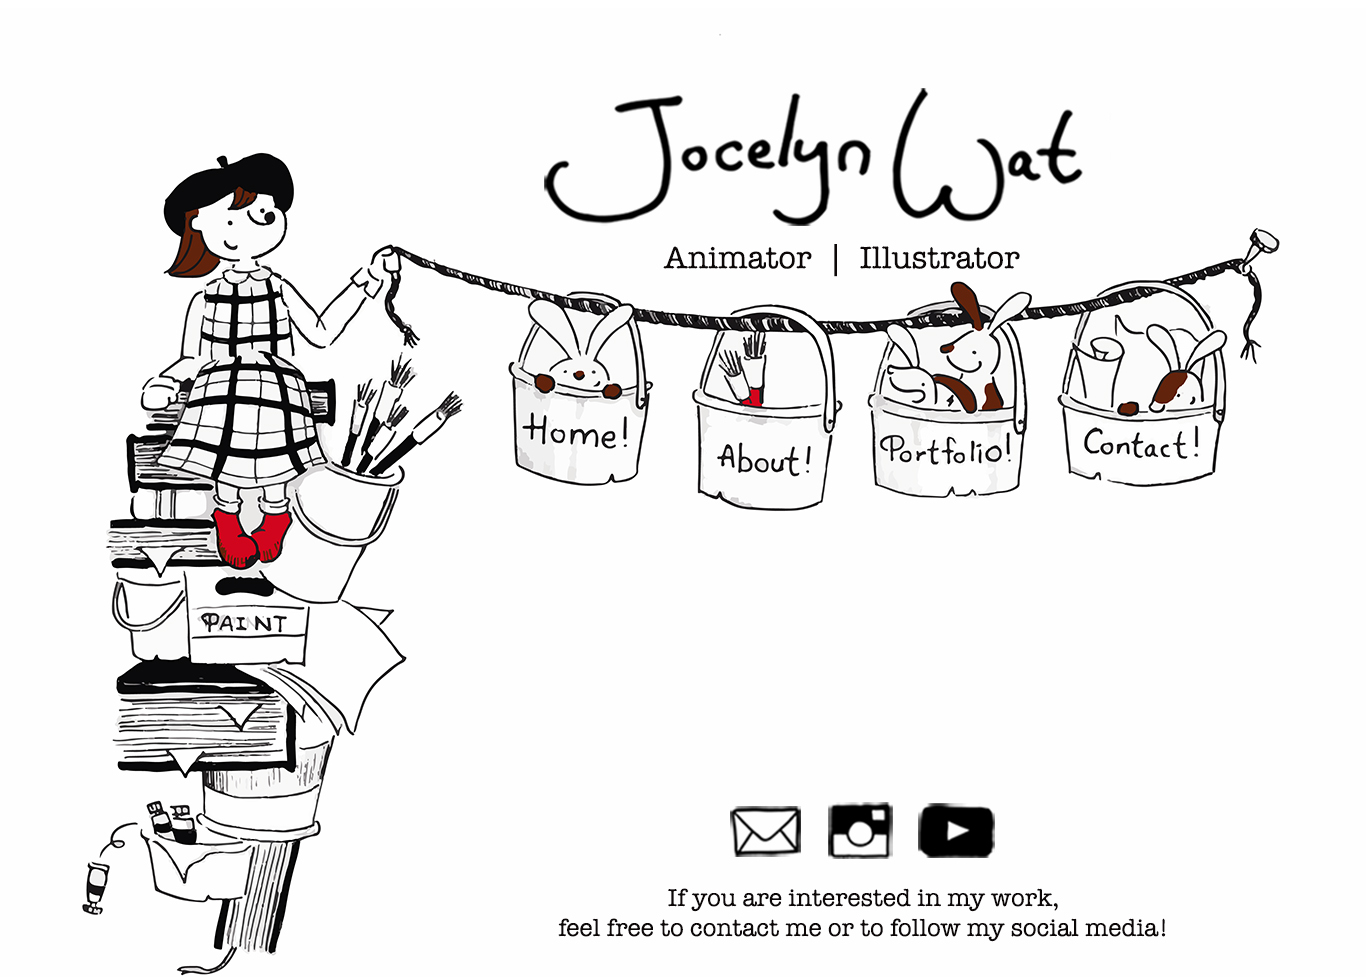 Jocelyn Wat
Animator | Illustrator
Home!
About!
Portfolio!
Contact!
PAINT
If you are interested in my work,
feel free to contact me or to follow my social media!